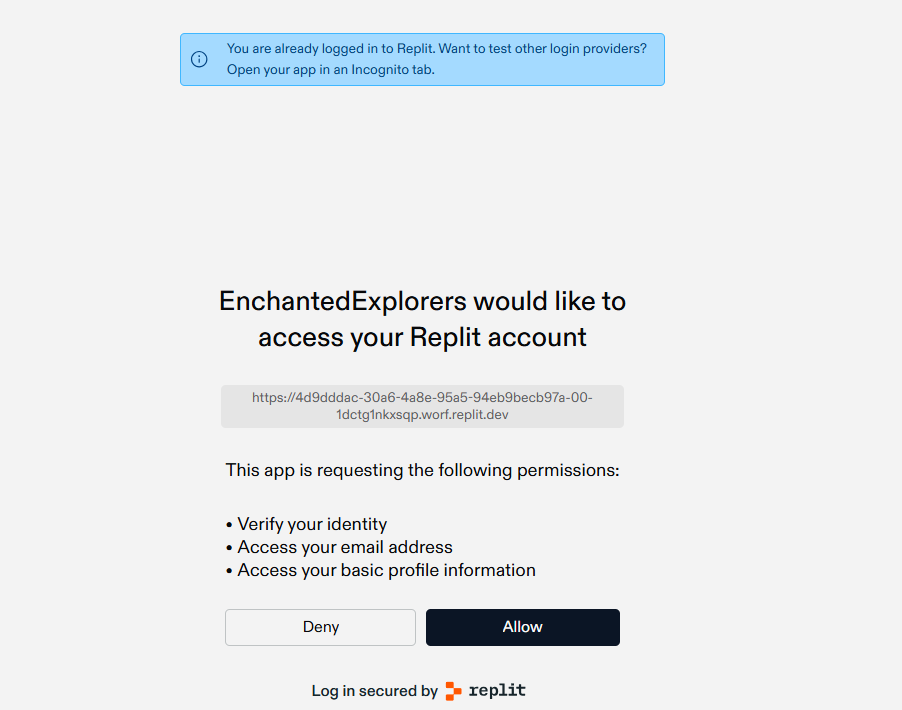 You are already logged in to Replit. Want to test other login providers?
Open your app in an Incognito tab.
EnchantedExplorers would like to
access your Replit account
https://4d9dddac-30a6-4a8e-95a5-94eb9becb97a-00-
1dctg1nkxsqp.worf.replit.dev
This app is requesting the following permissions:
• Verify your identity
• Access your email address
• Access your basic profile information
Deny
Allow
Log in secured by replit